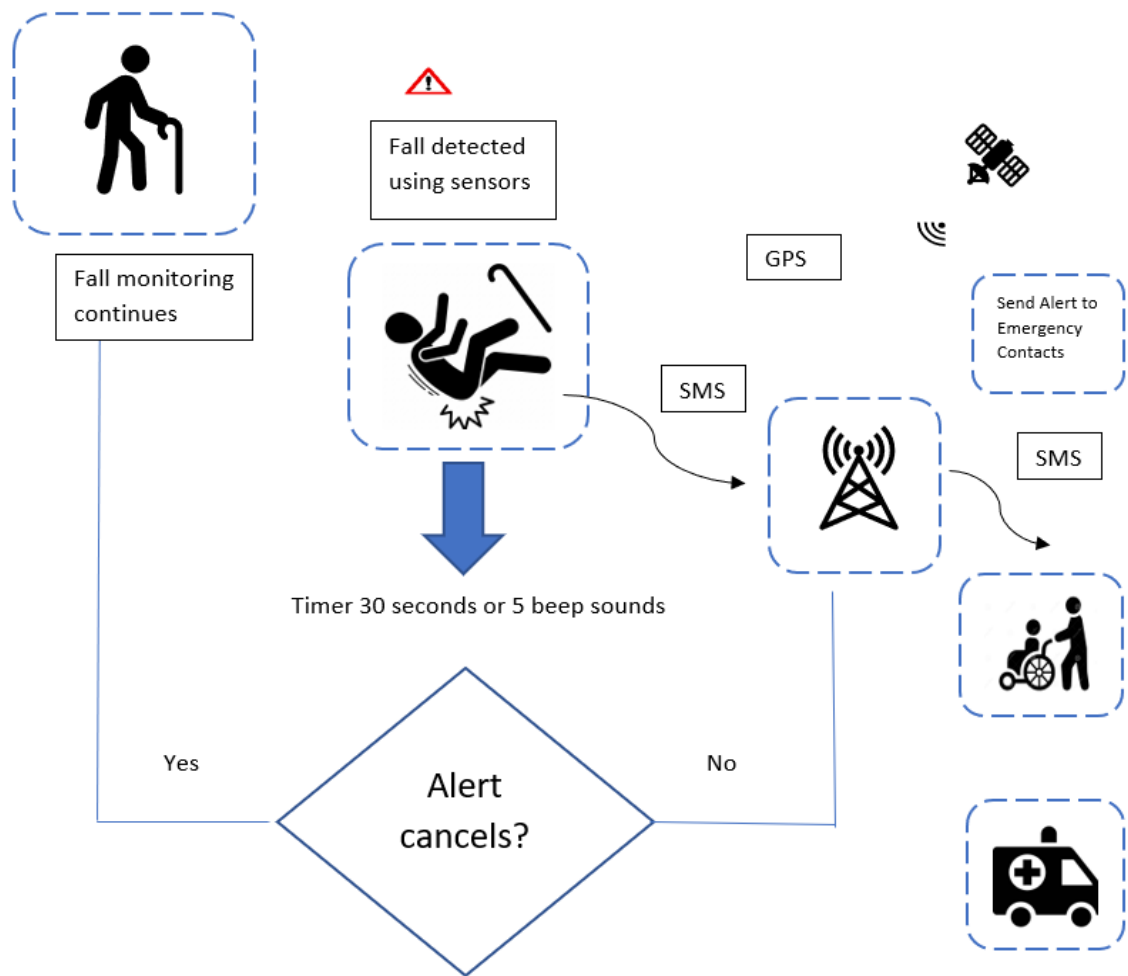 Fall detected
using sensors
Fall monitoring
continues
GPS
Send Alert to
Emergency
Contacts
SMS
SMS
Timer 30 seconds or 5 beep sounds
Yes
No
Alert
cancels?